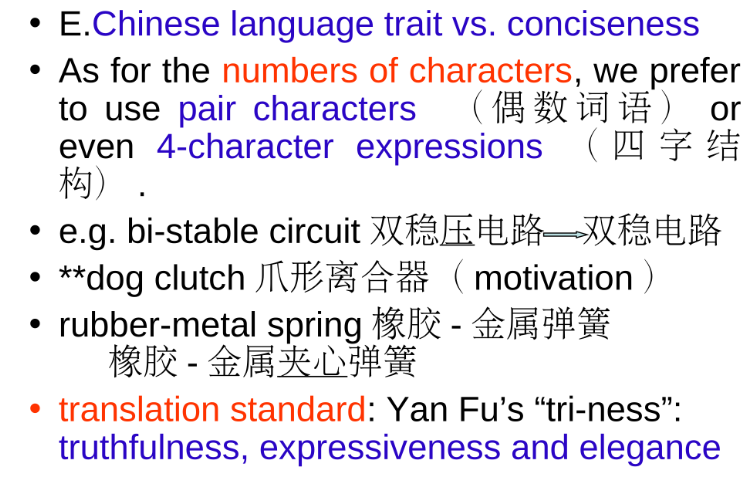 • E.Chinese language trait vs. conciseness
• As for the numbers of characters, we prefer
to use pair characters （偶数词语） or
even 4-character expressions （四字结
构） .
• e.g. bi-stable circuit 双稳压电路⟹双稳电路
• **dog clutch 爪形离合器（motivation）
• rubber-metal spring 橡胶 - 金属弹簧
橡胶 - 金属夹心弹簧
• translation standard: Yan Fu’s “tri-ness”:
truthfulness, expressiveness and elegance